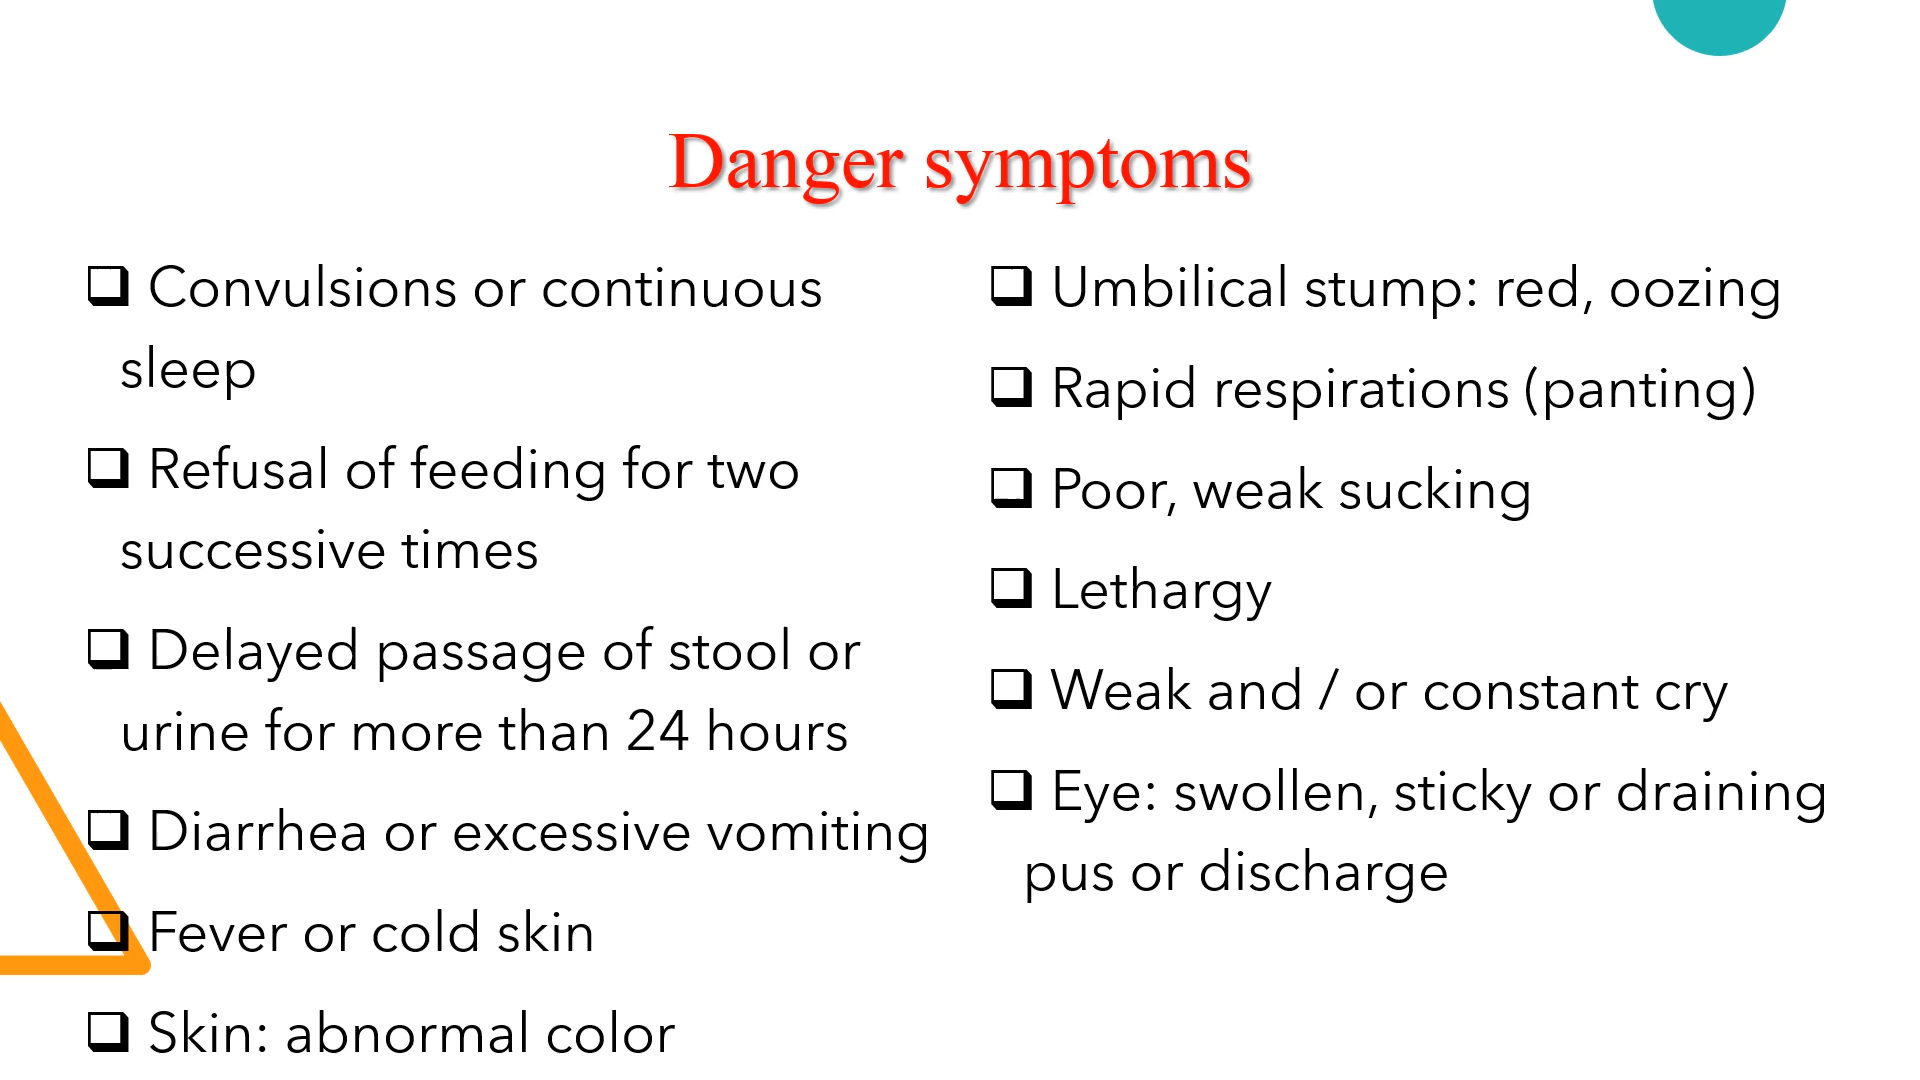 Danger symptoms
❑ Convulsions or continuous
sleep
❑ Refusal of feeding for two
successive times
❑ Delayed passage of stool or
urine for more than 24 hours
❑ Diarrhea or excessive vomiting
❑ Fever or cold skin
❑ Skin: abnormal color
❑ Umbilical stump: red, oozing
❑ Rapid respirations (panting)
❑ Poor, weak sucking
❑ Lethargy
❑ Weak and / or constant cry
❑ Eye: swollen, sticky or draining
pus or discharge